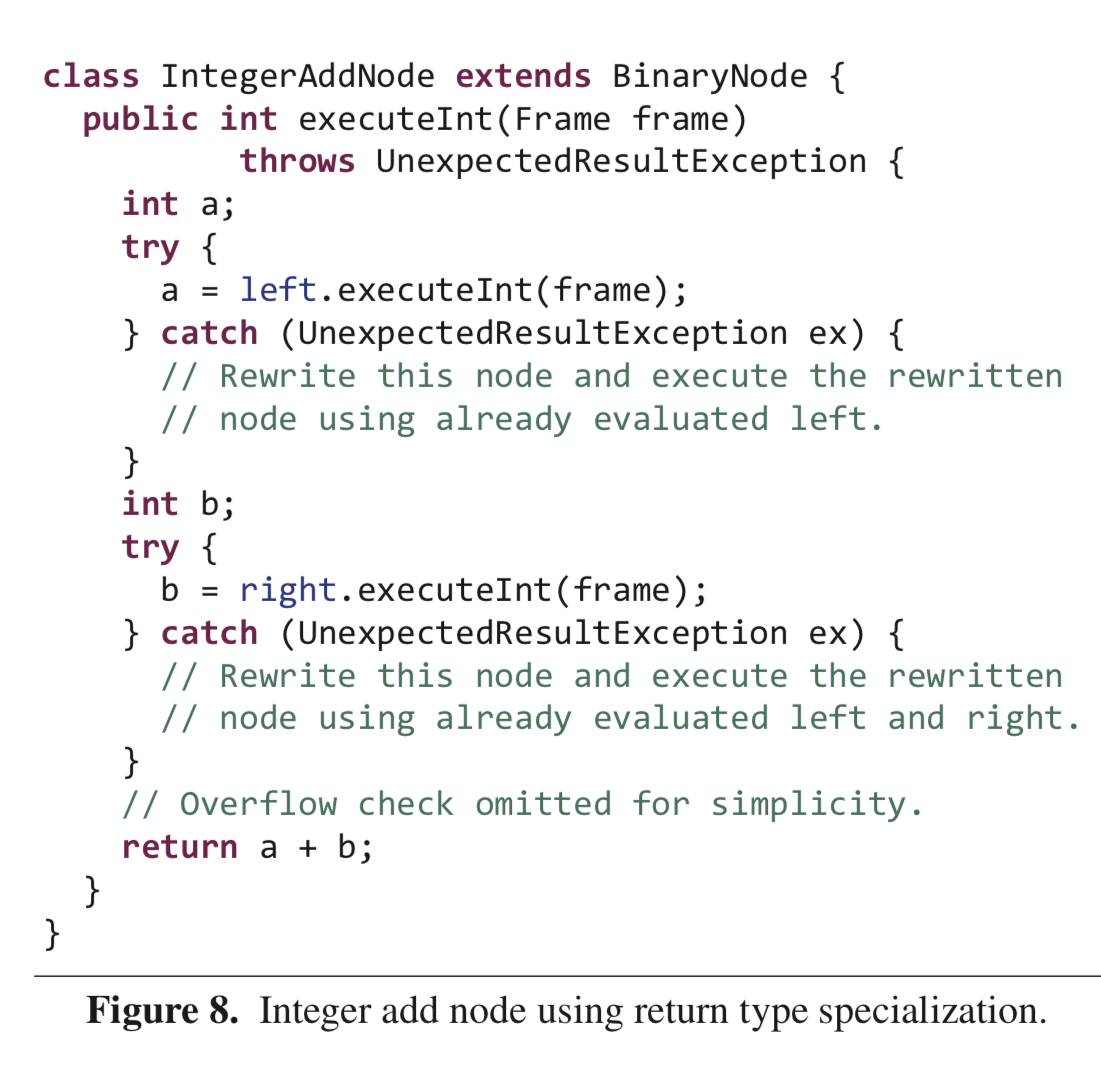 class IntegerAddNode extends BinaryNode {
  public int executeInt(Frame frame)
          throws UnexpectedResultException {
    int a;
    try {
      a = left.executeInt(frame);
    } catch (UnexpectedResultException ex) {
      // Rewrite this node and execute the rewritten
      // node using already evaluated left.
    }
    int b;
    try {
      b = right.executeInt(frame);
    } catch (UnexpectedResultException ex) {
      // Rewrite this node and execute the rewritten
      // node using already evaluated left and right.
    }
    // Overflow check omitted for simplicity.
    return a + b;
  }
}
Figure 8. Integer add node using return type specialization.